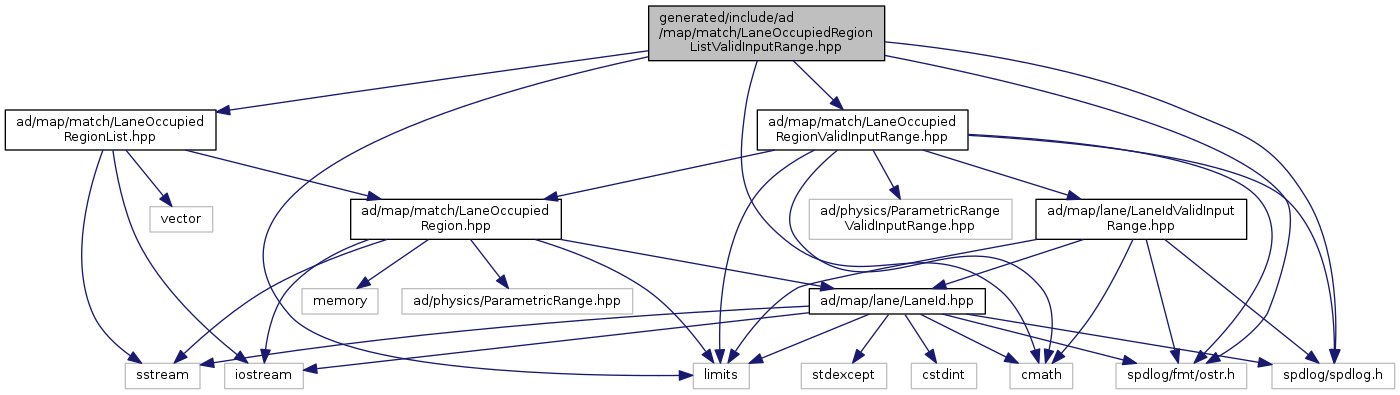 generated/include/ad
/map/match/LaneOccupiedRegion
ListValidInputRange.hpp
ad/map/match/LaneOccupied
RegionList.hpp
ad/map/match/LaneOccupied
RegionValidInputRange.hpp
vector
ad/map/match/LaneOccupied
Region.hpp
ad/physics/ParametricRange
ValidInputRange.hpp
ad/map/lane/LaneIdValidInput
Range.hpp
memory
ad/physics/ParametricRange.hpp
ad/map/lane/LaneId.hpp
sstream
iostream
limits
stdexcept
cstdint
cmath
spdlog/fmt/ostr.h
spdlog/spdlog.h